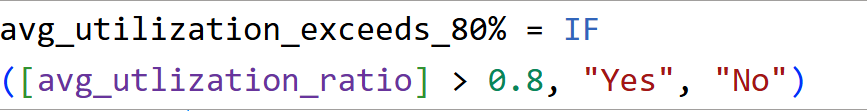 avg_utilization_exceeds_80% = IF
([avg_utlization_ratio] > 0.8, "Yes", "No")